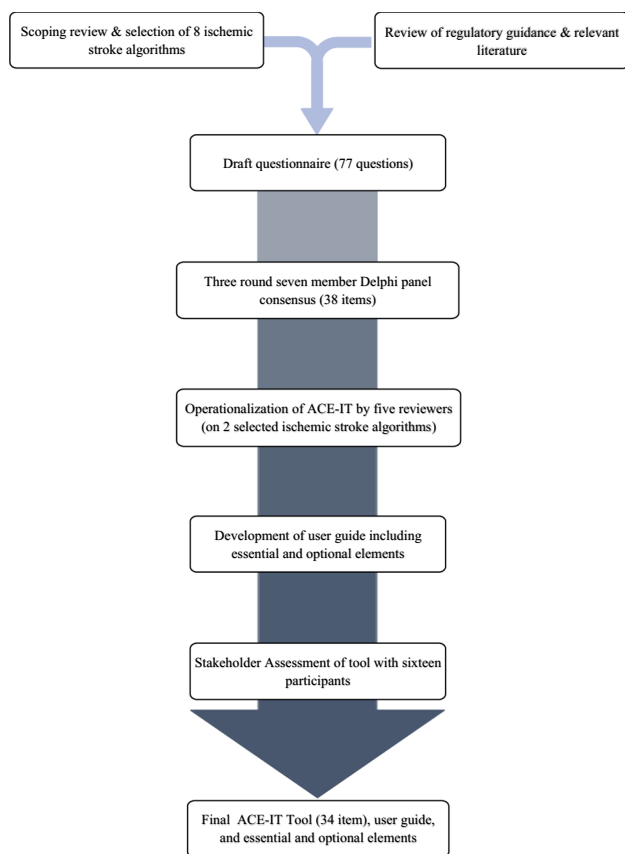 Scoping review & selection of 8 ischemic
stroke algorithms
Review of regulatory guidance & relevant
literature
Draft questionnaire (77 questions)
Three round seven member Delphi panel
consensus (38 items)
Operationalization of ACE-IT by five reviewers
(on 2 selected ischemic stroke algorithms)
Development of user guide including
essential and optional elements
Stakeholder Assessment of tool with sixteen
participants
Final ACE-IT Tool (34 item), user guide,
and essential and optional elements